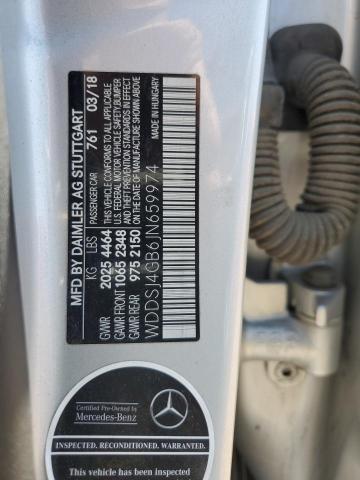 MFD BY DAIMLER AG STUTTGART
PASSENGER CAR 761 03/18
KG LBS
GVWR 2025 4464
GAWR FRONT 1065 2348
GAWR 975 2150
THIS VEHICLE CONFORMS TO ALL APPLICABLE
FEDERAL MOTOR VEHICLE SAFETY, BUMPER
AND THEFT PREVENTION STANDARDS IN EFFECT ON
THE DATE OF MANUFACTURE SHOWN ABOVE
WDDSJ4GB6JN659974
MADE IN HUNGARY
Certified Pre-Owned by
Mercedes-Benz
INSPECTED. RECONDITIONED. WARRANTED.
This vehicle has been inspected